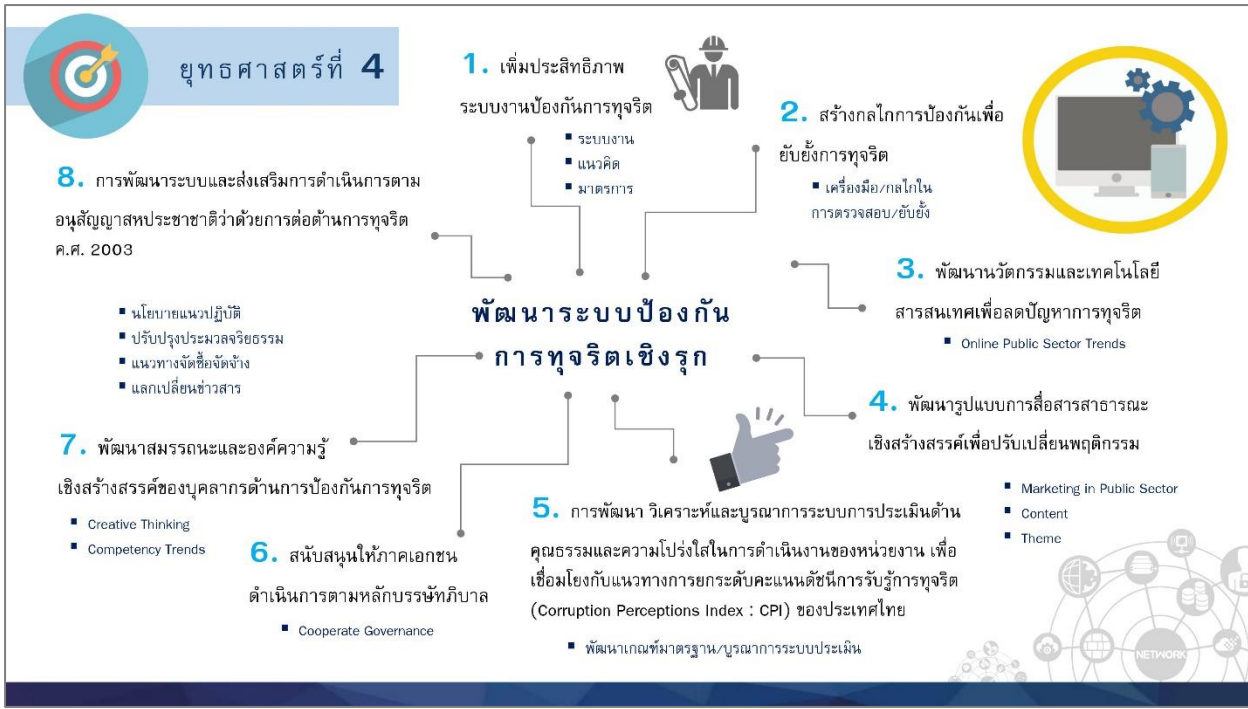 ยุทธศาสตร์ที่ 4
1. เพิ่มประสิทธิภาพ
ระบบงานป้องกันการทุจริต
▪ ระบบงาน
▪ แนวคิด
▪ มาตรการ
2. สร้างกลไกการป้องกันเพื่อ
ยับยั้งการทุจริต
▪ เครื่องมือ/กลไกใน
การตรวจสอบ/ยับยั้ง
3. พัฒนานวัตกรรมและเทคโนโลยี
สารสนเทศเพื่อลดปัญหาการทุจริต
▪ Online Public Sector Trends
4. พัฒนารูปแบบการสื่อสารสาธารณะ
เชิงสร้างสรรค์เพื่อปรับเปลี่ยนพฤติกรรม
▪ Marketing in Public Sector
▪ Content
▪ Theme
5. การพัฒนา วิเคราะห์และบูรณาการระบบการประเมินด้าน
คุณธรรมและความโปร่งใสในการดำเนินงานของหน่วยงาน เพื่อ
เชื่อมโยงกับแนวทางการยกระดับคะแนนดัชนีการรับรู้การทุจริต
(Corruption Perceptions Index : CPI) ของประเทศไทย
▪ พัฒนาเกณฑ์มาตรฐาน/บูรณาการระบบประเมิน
6. สนับสนุนให้ภาคเอกชน
ดำเนินการตามหลักบรรษัทภิบาล
▪ Cooperate Governance
7. พัฒนาสมรรถนะและองค์ความรู้
เชิงสร้างสรรค์ของบุคลากรด้านการป้องกันการทุจริต
▪ Creative Thinking
▪ Competency Trends
8. การพัฒนาระบบและส่งเสริมการดำเนินการตาม
อนุสัญญาสหประชาชาติว่าด้วยการต่อต้านการทุจริต
ค.ศ. 2003
▪ นโยบายแนวปฏิบัติ
▪ ปรับปรุงประมวลจริยธรรม
▪ แนวทางจัดซื้อจัดจ้าง
▪ แลกเปลี่ยนข่าวสาร
พัฒนาระบบป้องกัน
การทุจริตเชิงรุก
NETWORK